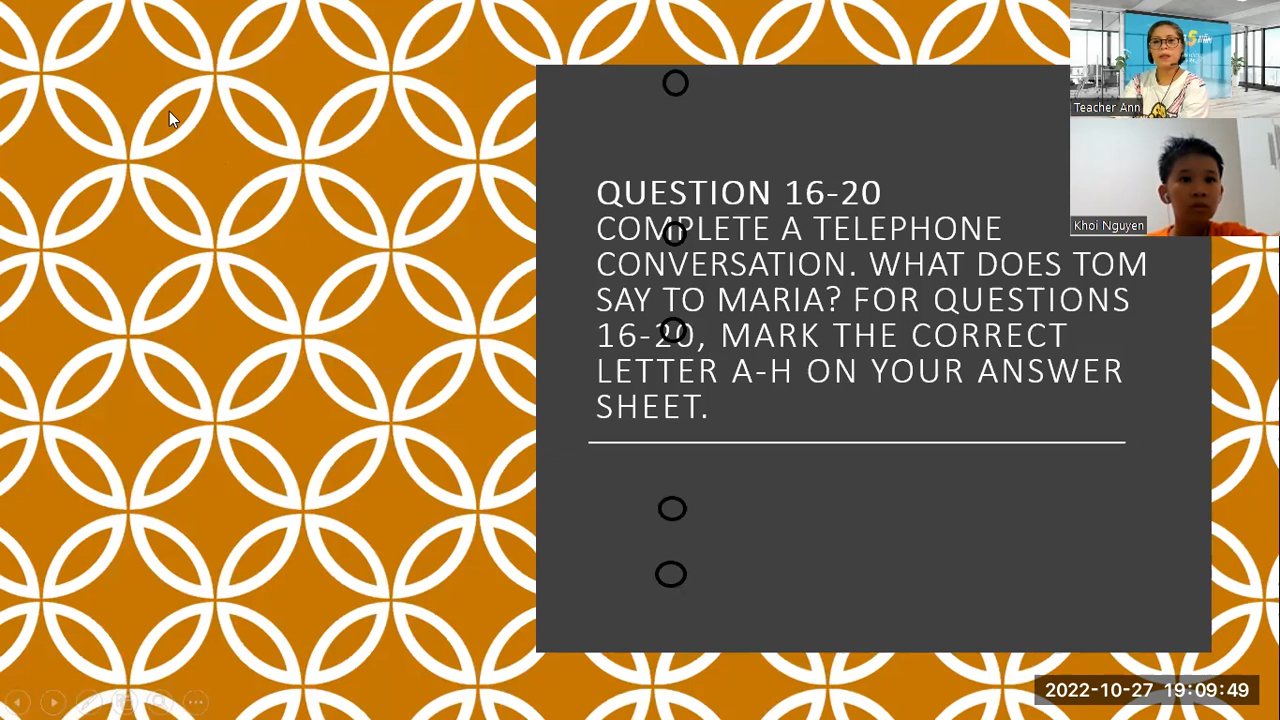 QUESTION 16-20
COMPLETE A TELEPHONE
CONVERSATION. WHAT DOES TOM
SAY TO MARIA? FOR QUESTIONS
16-20, MARK THE CORRECT
LETTER A-H ON YOUR ANSWER
SHEET.
Teacher Ann
Khoi Nguyen
2022-10-27 19:09:49